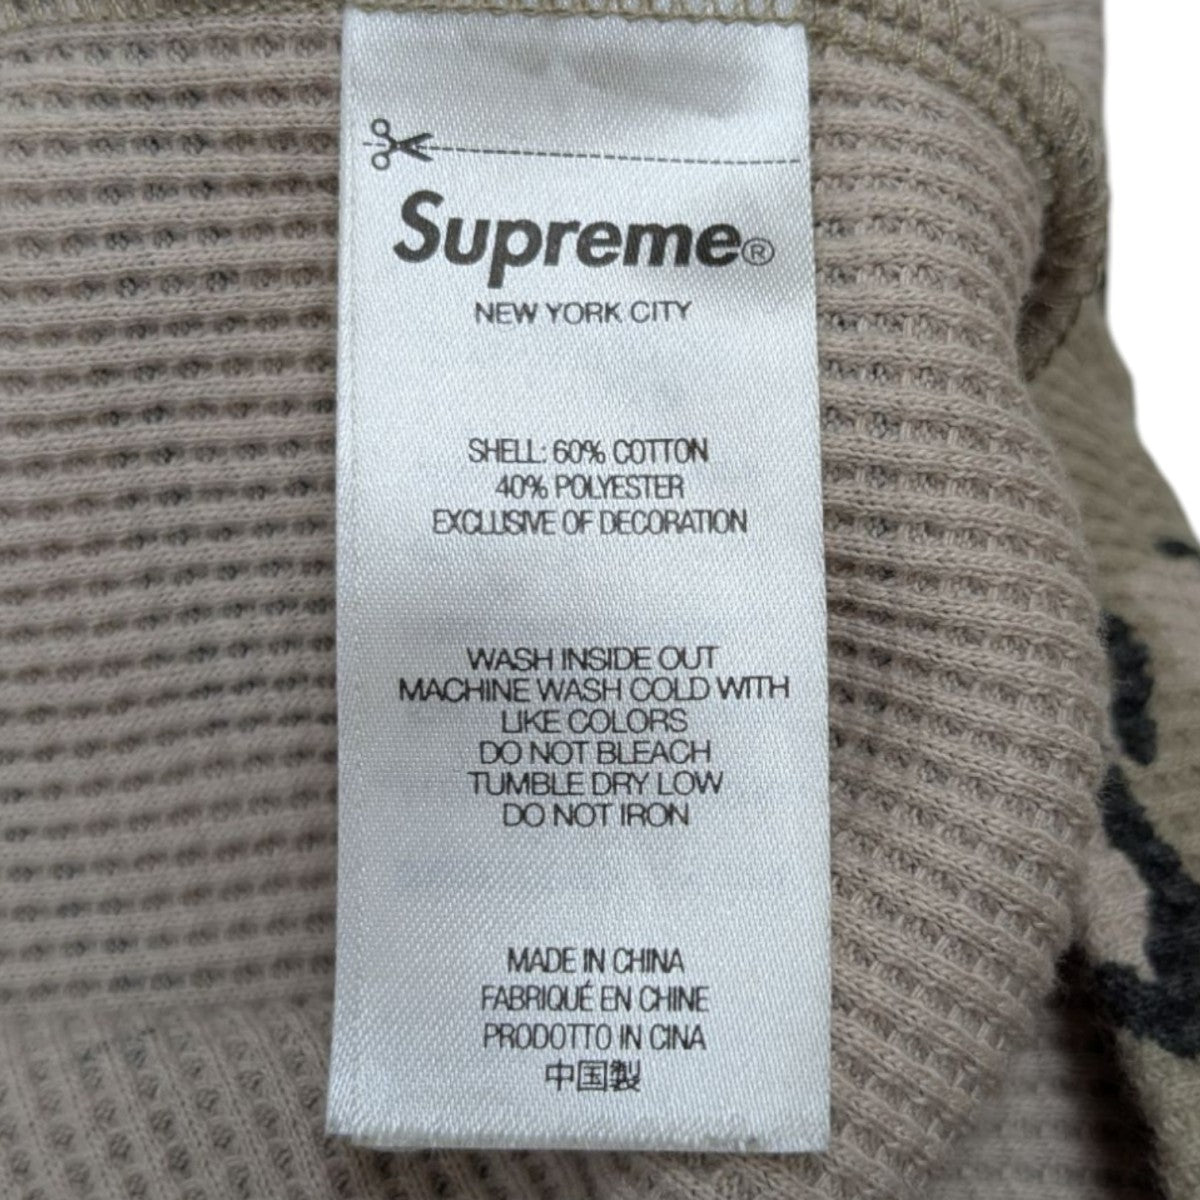 Supreme®
NEW YORK CITY
SHELL: 60% COTTON
40% POLYESTER
EXCLUSIVE OF DECORATION
WASH INSIDE OUT
MACHINE WASH COLD WITH
LIKE COLORS
DO NOT BLEACH
TUMBLE DRY LOW
DO NOT IRON
MADE IN CHINA
FABRIQUÉ EN CHINE
PRODOTTO IN CINA
中国製